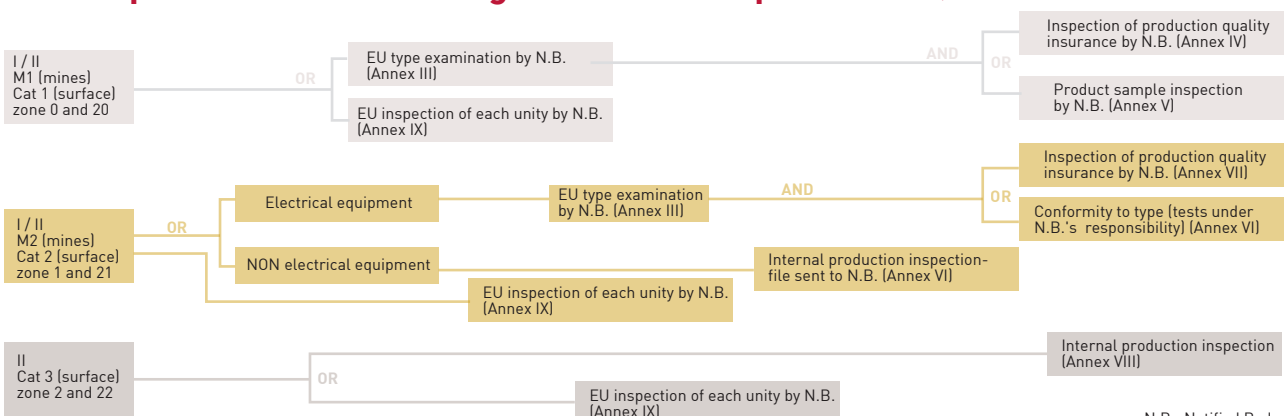 I / II
M1 (mines)
Cat 1 (surface)
zone 0 and 20
OR
EU type examination by N.B.
(Annex III)
EU inspection of each unity by N.B.
(Annex IX)
AND
OR
Inspection of production quality
insurance by N.B. (Annex IV)
Product sample inspection
by N.B. (Annex V)
I / II
M2 (mines)
Cat 2 (surface)
zone 1 and 21
OR
Electrical equipment
EU type examination
by N.B. (Annex III)
AND
OR
Inspection of production quality
insurance by N.B. (Annex VII)
Conformity to type (tests under
N.B.'s responsibility) (Annex VI)
NON electrical equipment
Internal production inspection-
file sent to N.B. (Annex VI)
EU inspection of each unity by N.B.
(Annex IX)
II
Cat 3 (surface)
zone 2 and 22
OR
Internal production inspection
(Annex VIII)
EU inspection of each unity by N.B.
(Annex IX)